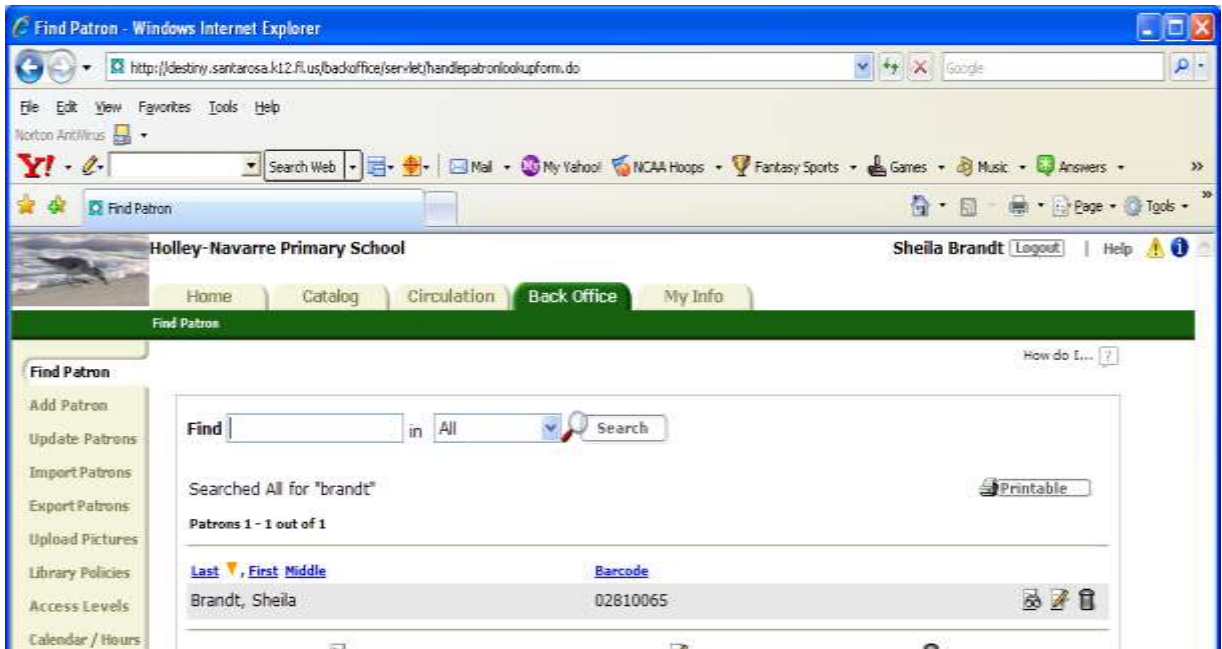 Find Patron - Windows Internet Explorer
http://destiny.santarosa.k12.fl.us/backoffice/servlet/handlepatronlookupform.do Google
File Edit View Favorites Tools Help
Norton AntiVirus
Y! Search Web Mail My Yahoo! NCAA Hoops Fantasy Sports Games Music Answers »
Find Patron Page Tools »
Holley-Navarre Primary School Sheila Brandt Logout | Help
Home Catalog Circulation Back Office My Info
Find Patron
How do I... ?
Find Patron
Add Patron
Update Patrons
Import Patrons
Export Patrons
Upload Pictures
Library Policies
Access Levels
Calendar / Hours
Find in All Search
Searched All for "brandt" Printable
Patrons 1 - 1 out of 1
Last , First Middle Barcode
Brandt, Sheila 02810065